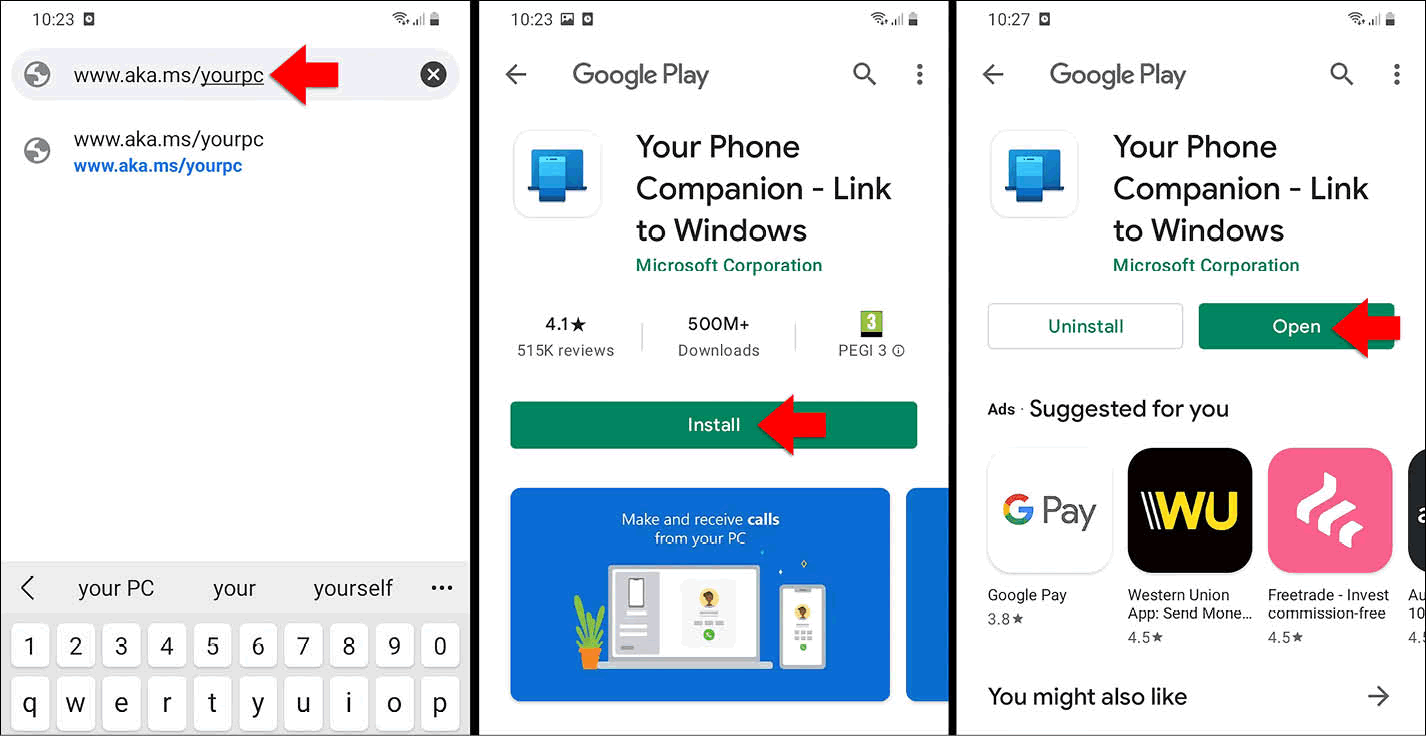 10:23
www.aka.ms/yourpc
www.aka.ms/yourpc
www.aka.ms/yourpc
your PC your yourself
1 2 3 4 5 6 7 8 9 0
q w e r t y u i o p
10:23
Google Play
Your Phone
Companion - Link
to Windows
Microsoft Corporation
4.1★ 500M+ 3
515K reviews Downloads PEGI 3
Install
Make and receive calls
from your PC
10:27
Google Play
Your Phone
Companion - Link
to Windows
Microsoft Corporation
Uninstall Open
Ads · Suggested for you
G Pay WU
Google Pay
3.8★
Western Union
App: Send Mone...
4.5★
Freetrade - Invest
commission-free
4.5★
Au
10
4.5
You might also like